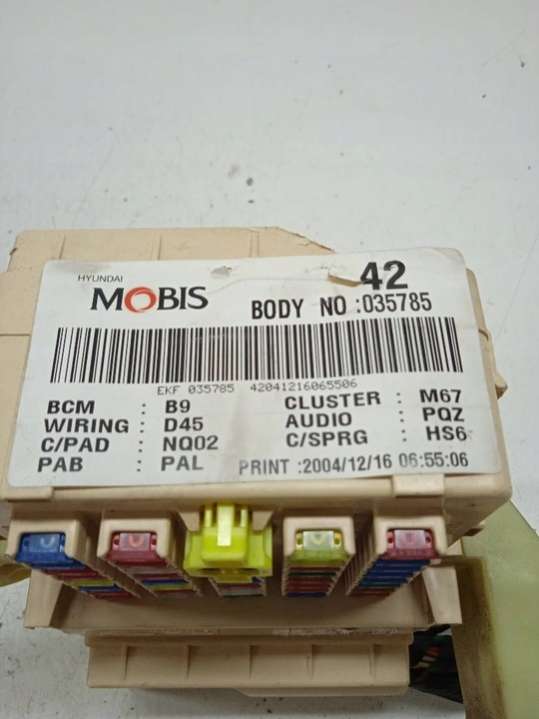 42
HYUNDAI
MOBIS
BODY NO :035785
EKF 035785 42041216065506
BCM : B9 CLUSTER : M67
WIRING : D45 AUDIO : PQZ
C/PAD : NQ02 C/SPRG : HS6
PAB : PAL PRINT :2004/12/16 06:55:06